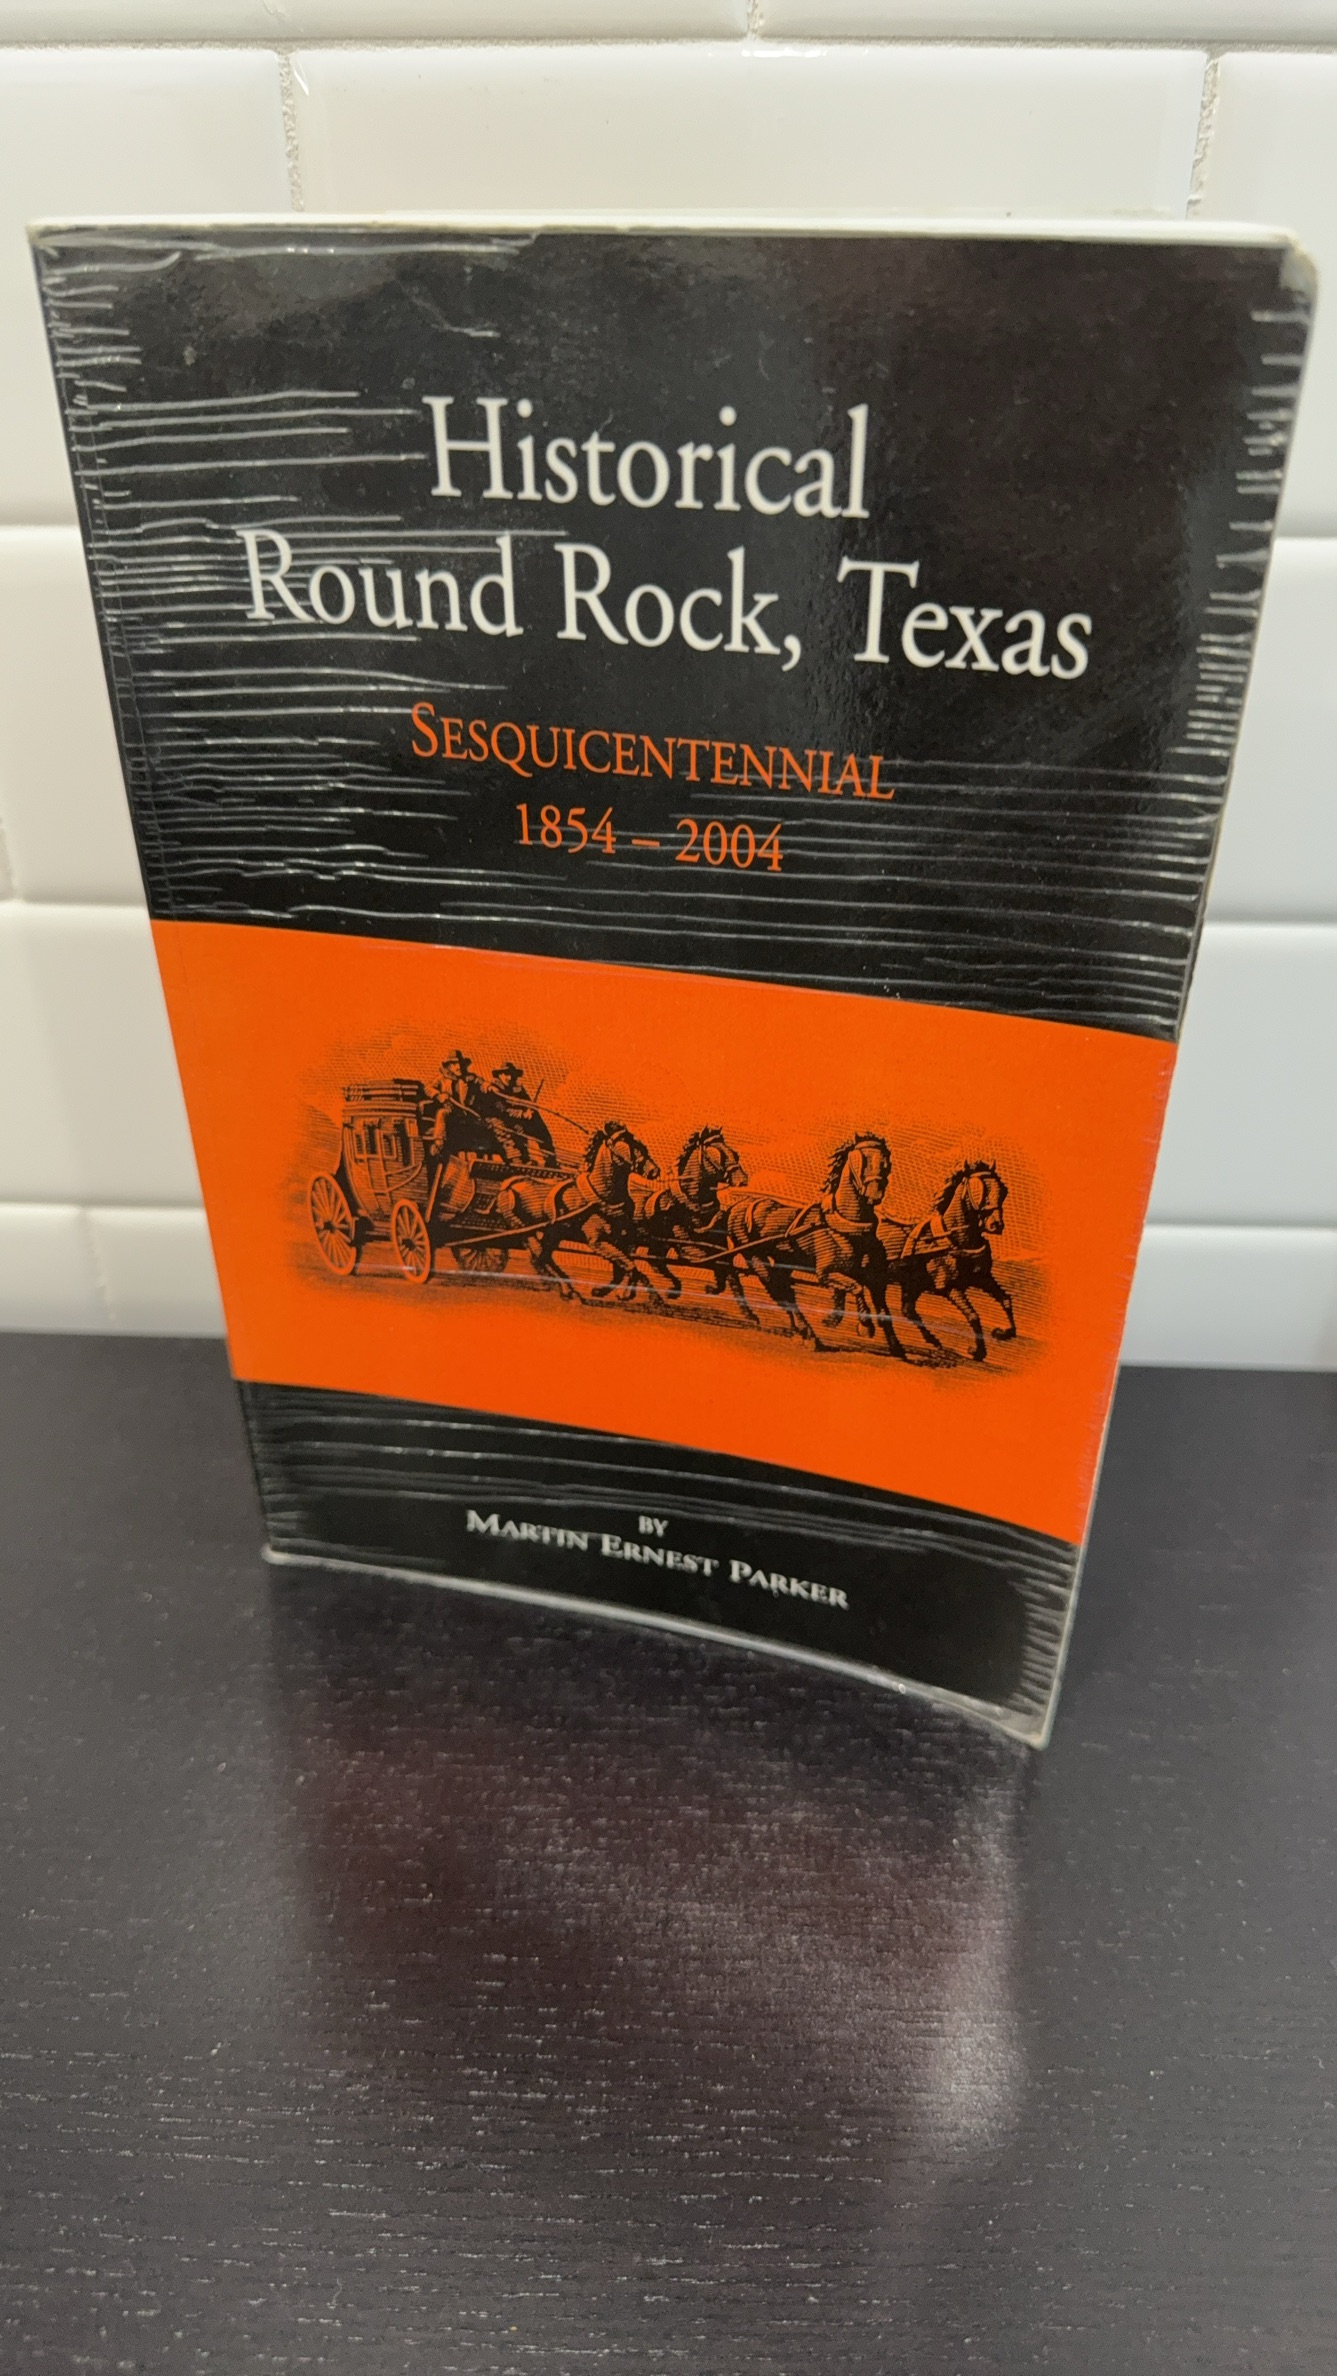 Historical
Round Rock, Texas
SESQUICENTENNIAL
1854 – 2004
BY
MARTIN ERNEST PARKER